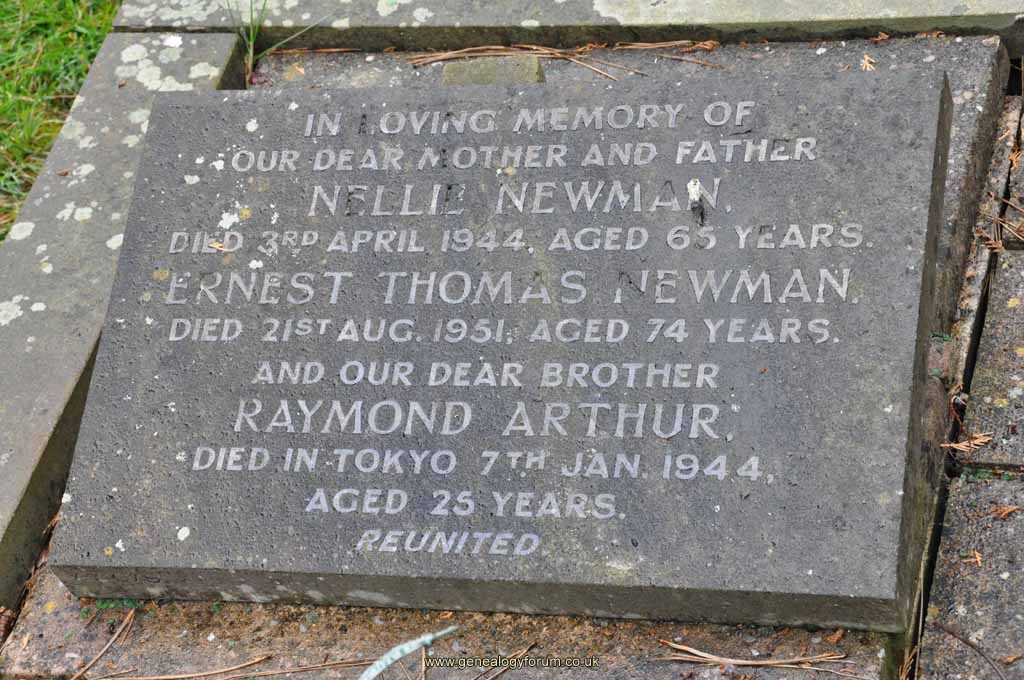 IN LOVING MEMORY OF
OUR DEAR MOTHER AND FATHER
NELLIE NEWMAN.
DIED 3RD APRIL 1944, AGED 65 YEARS.
ERNEST THOMAS NEWMAN.
DIED 21ST AUG. 1951, AGED 74 YEARS.
AND OUR DEAR BROTHER
RAYMOND ARTHUR,
DIED IN TOKYO 7TH JAN. 1944,
AGED 25 YEARS.
REUNITED
www.genealogyforum.co.uk